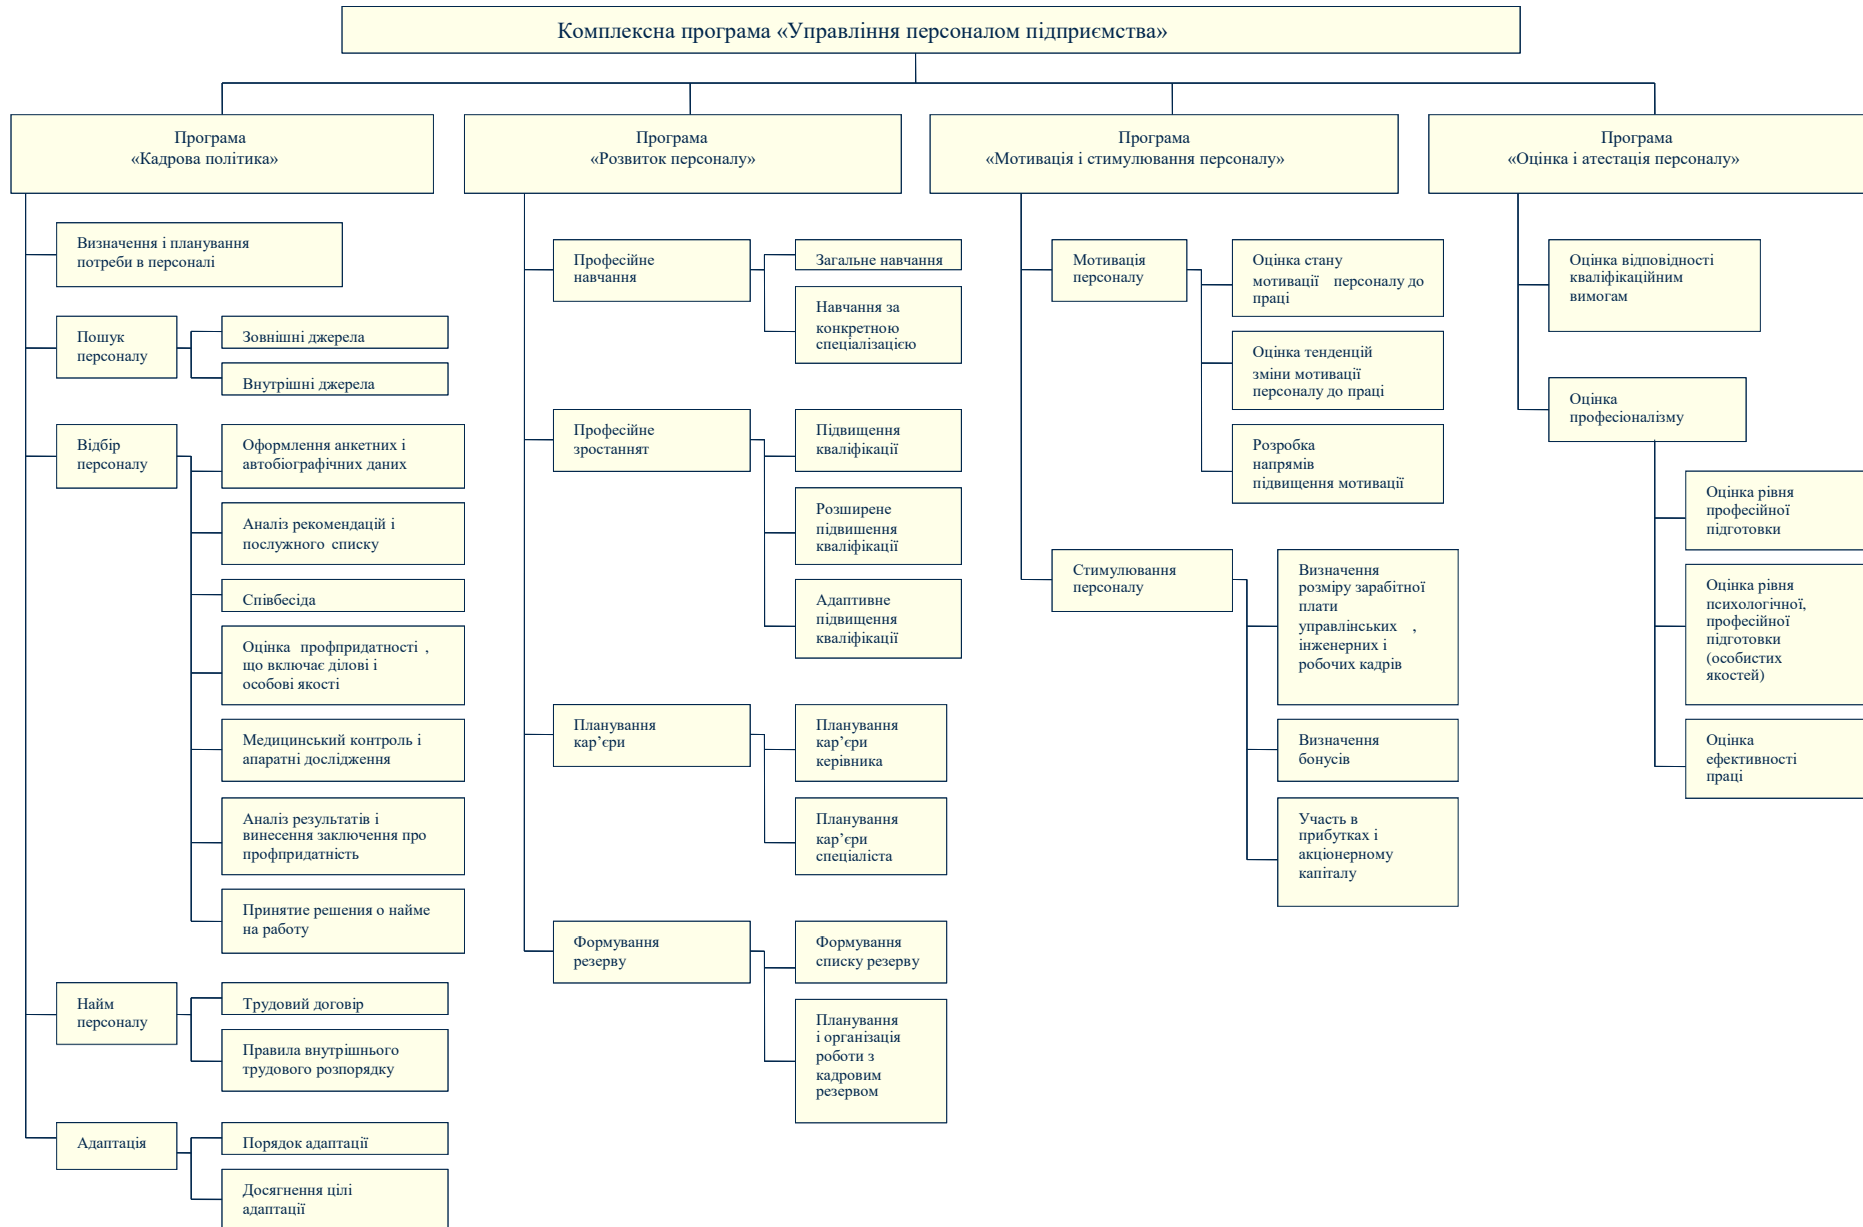 Комплексна програма «Управління персоналом підприємства»
Програма
«Кадрова політика»
Визначення і планування
потреби в персоналі
Пошук
персоналу
Зовнішні джерела
Внутрішні джерела
Відбір
персоналу
Оформлення анкетних і
автобіографічних даних
Аналіз рекомендацій і
послужного списку
Співбесіда
Оцінка профпридатності ,
що включає ділові і
особові якості
Медицинський контроль і
апаратні дослідження
Аналіз результатів і
винесення заключення про
профпридатність
Принятие решения о найме
на работу
Найм
персоналу
Трудовий договір
Правила внутрішнього
трудового розпорядку
Адаптація
Порядок адаптації
Досягнення цілі
адаптації
Програма
«Розвиток персоналу»
Професійне
навчання
Загальне навчання
Навчання за
конкретною
спеціалізацією
Професійне
зростаннят
Підвищення
кваліфікації
Розширене
підвишення
кваліфікації
Адаптивне
підвищення
кваліфікації
Планування
кар’єри
Планування
кар’єри
керівника
Планування
кар’єри
спеціаліста
Формування
резерву
Формування
списку резерву
Планування
і організація
роботи з
кадровим
резервом
Програма
«Мотивація і стимулювання персоналу»
Мотивація
персоналу
Оцінка стану
мотивації персоналу до
праці
Оцінка тенденцій
зміни мотивації
персоналу до праці
Розробка
напрямів
підвищення мотивації
Стимулювання
персоналу
Визначення
розміру зарабітної
плати
управлінських ,
інженерних і
робочих кадрів
Визначення
бонусів
Участь в
прибутках і
акціонерному
капіталу
Програма
«Оцінка і атестація персоналу»
Оцінка відповідності
кваліфікаційним
вимогам
Оцінка
професіоналізму
Оцінка рівня
професійної
підготовки
Оцінка рівня
психологічної,
професійної
підготовки
(особистих
якостей)
Оцінка
ефективності
праці